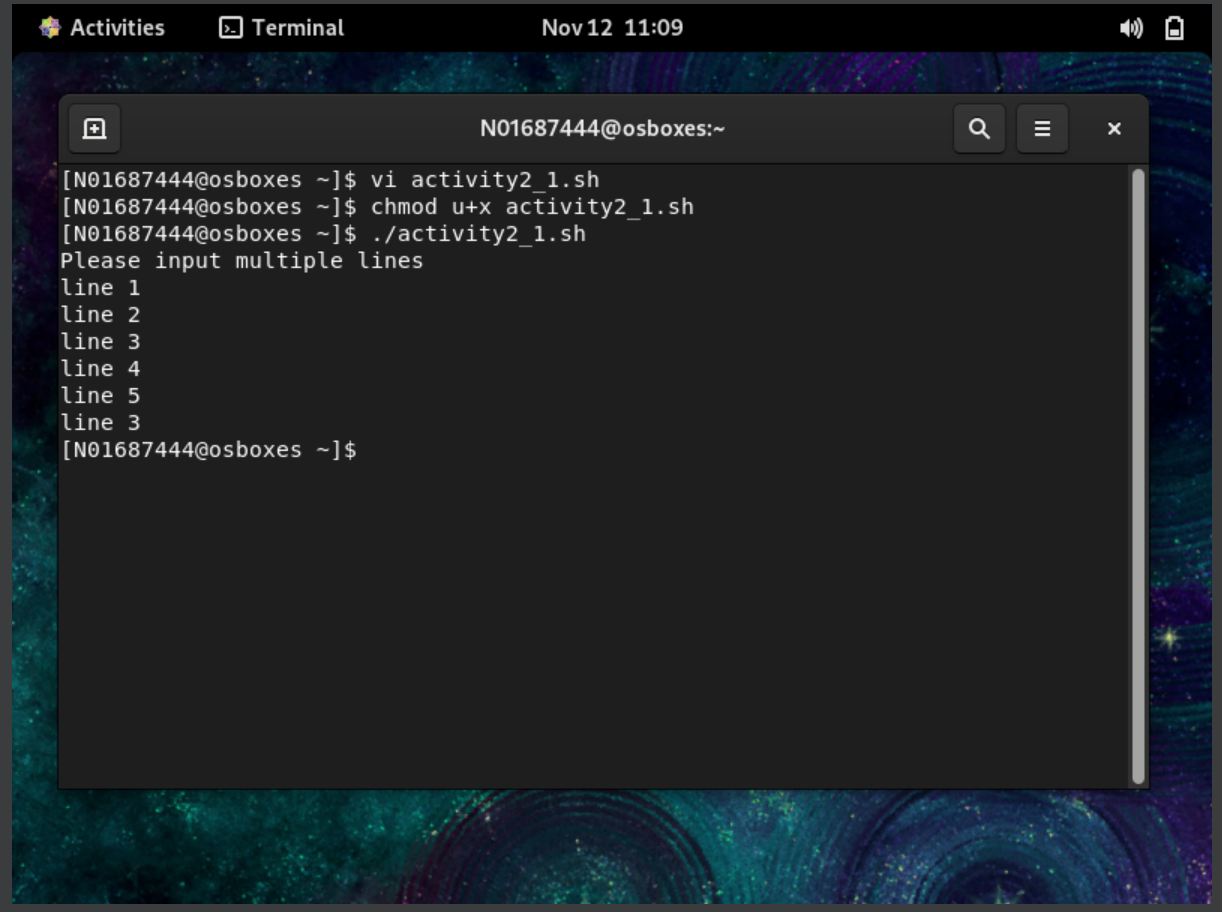 Activities Terminal Nov 12 11:09
N01687444@osboxes:~
[N01687444@osboxes ~]$ vi activity2_1.sh
[N01687444@osboxes ~]$ chmod u+x activity2_1.sh
[N01687444@osboxes ~]$ ./activity2_1.sh
Please input multiple lines
line 1
line 2
line 3
line 4
line 5
line 3
[N01687444@osboxes ~]$